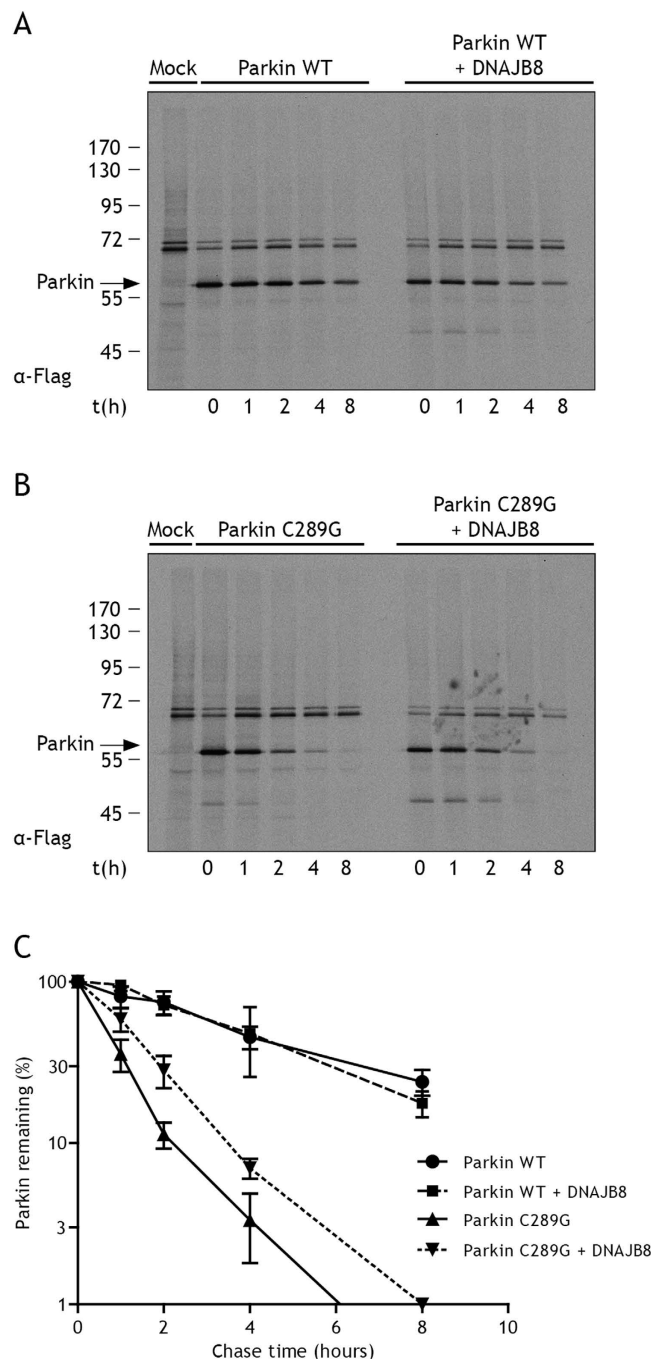 A
Mock
Parkin WT
Parkin WT
+ DNAJB8
170
130
95
72
Parkin
55
45
α-Flag
t(h)
0 1 2 4 8
0 1 2 4 8
B
Mock
Parkin C289G
Parkin C289G
+ DNAJB8
170
130
95
72
Parkin
55
45
α-Flag
t(h)
0 1 2 4 8
0 1 2 4 8
C
Parkin remaining (%)
100
30
10
3
1
0 2 4 6 8 10
Chase time (hours)
Parkin WT
Parkin WT + DNAJB8
Parkin C289G
Parkin C289G + DNAJB8